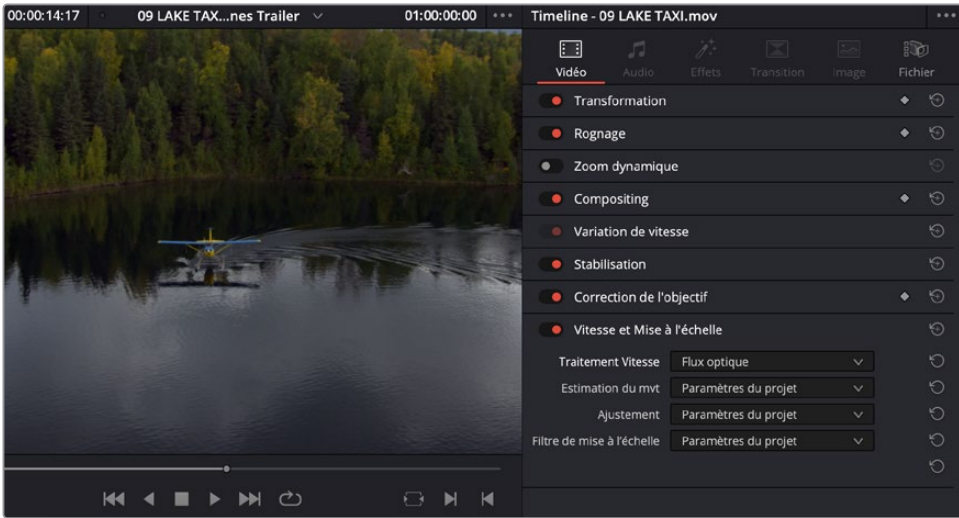 00:00:14:17 09 LAKE TAX...nes Trailer 01:00:00:00 ••• Timeline - 09 LAKE TAXI.mov •••
Vidéo Audio Effets Transition Image Fichier
Transformation
Rognage
Zoom dynamique
Compositing
Variation de vitesse
Stabilisation
Correction de l'objectif
Vitesse et Mise à l'échelle
Traitement Vitesse Flux optique
Estimation du mvt Paramètres du projet
Ajustement Paramètres du projet
Filtre de mise à l'échelle Paramètres du projet